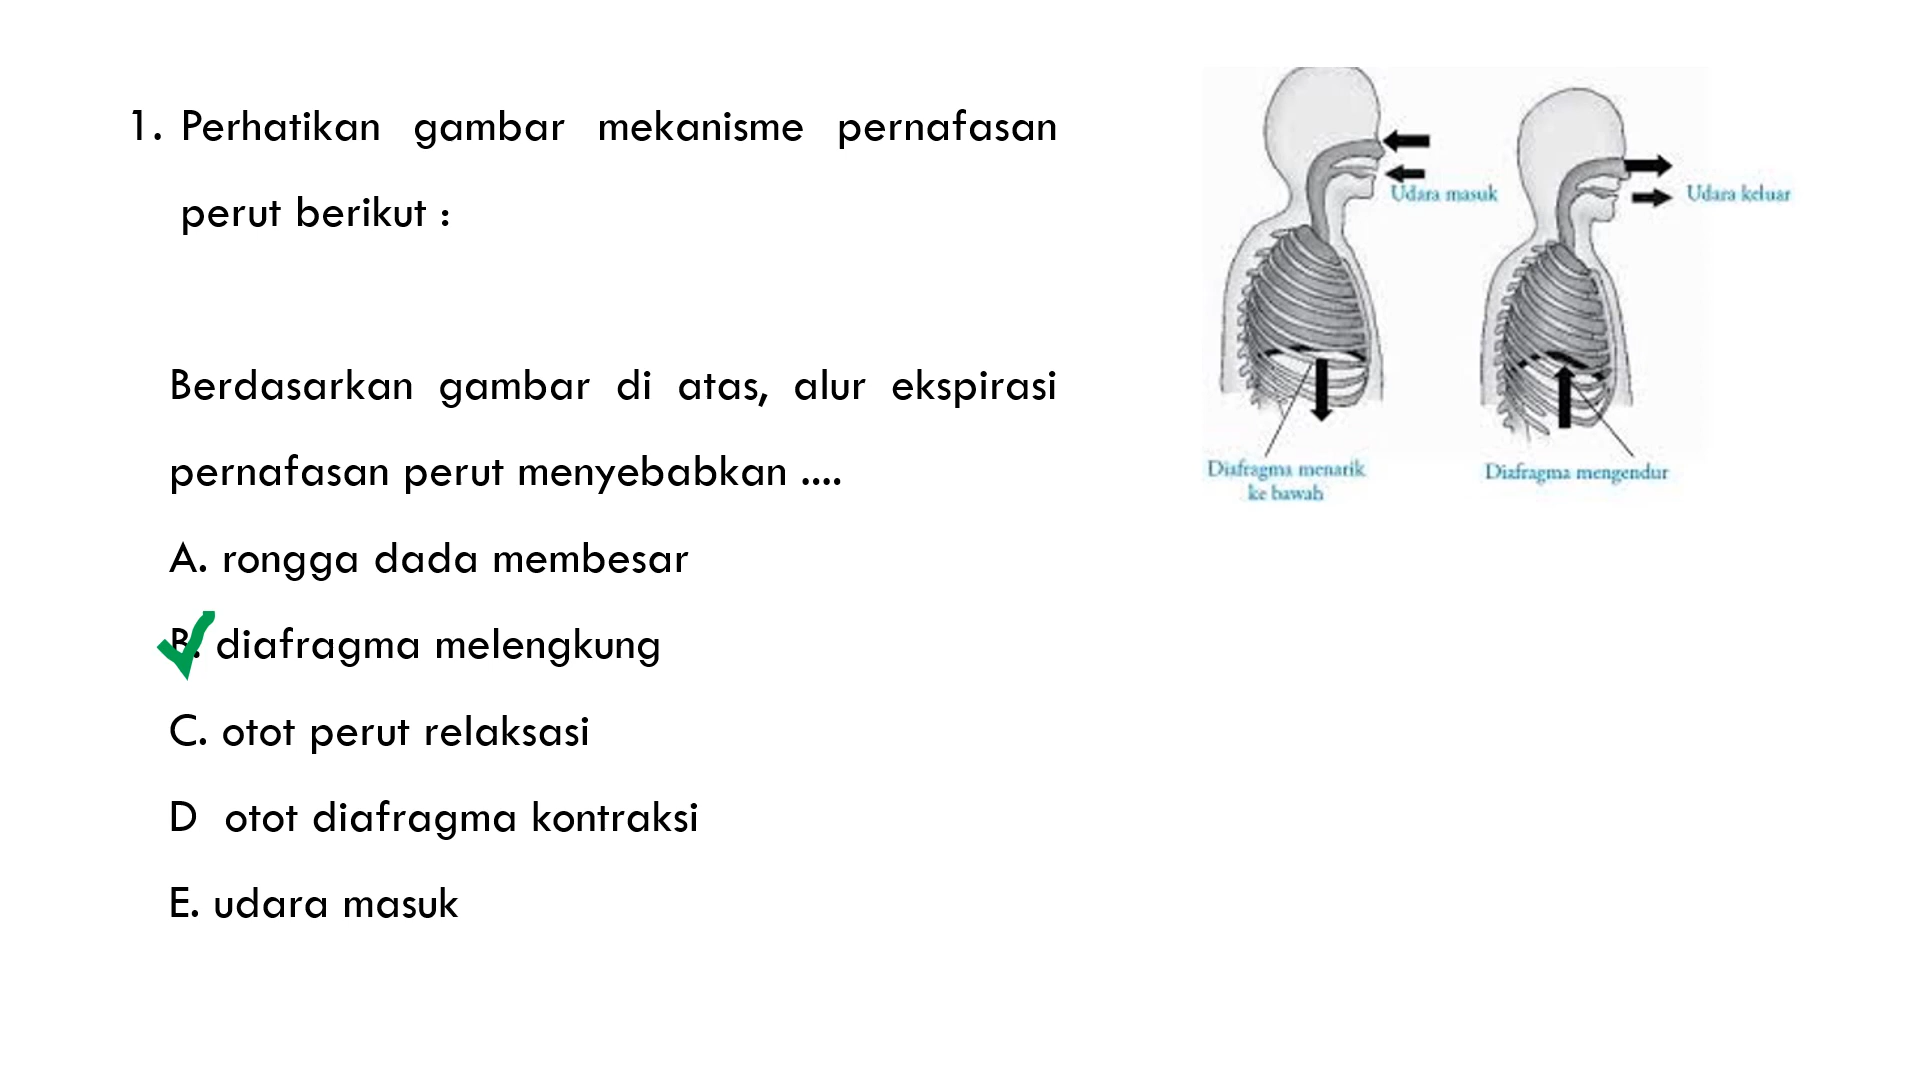 1. Perhatikan gambar mekanisme pernafasan
perut berikut :
Berdasarkan gambar di atas, alur ekspirasi
pernafasan perut menyebabkan ....
A. rongga dada membesar
B. diafragma melengkung
C. otot perut relaksasi
D otot diafragma kontraksi
E. udara masuk
Udara masuk
Udara keluar
Diafragma menarik
ke bawah
Diafragma mengendur